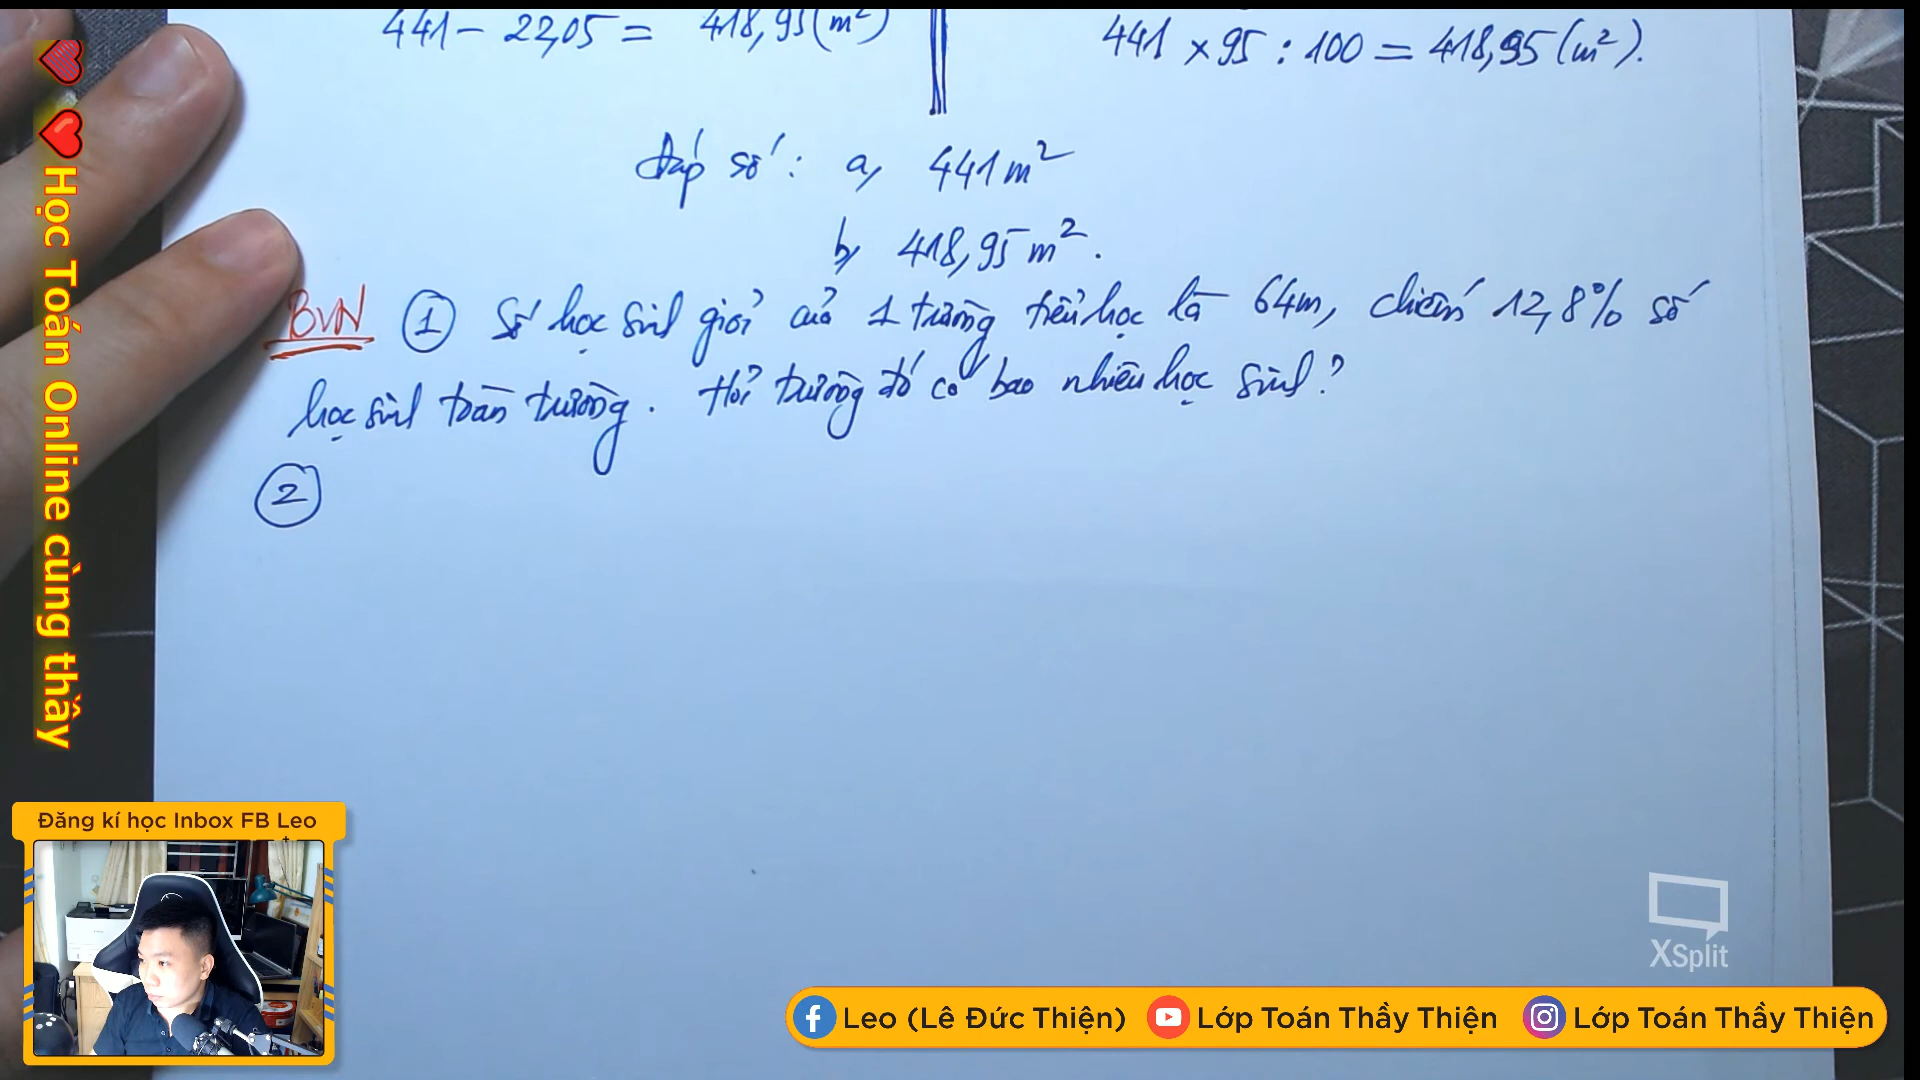 441 - 22,05 = 418,95 (m²)
441 × 95 : 100 = 418,95 (m²).
Đáp số: a, 441 m²
b, 418,95 m².
BVN ① Số học sinh giỏi của 1 trường tiểu học là 64m, chiếm 12,8% số
học sinh toàn trường. Hỏi trường đó có bao nhiêu học sinh?
②
Học Toán Online cùng thầy
Đăng kí học Inbox FB Leo
XSplit
Leo (Lê Đức Thiện) Lớp Toán Thầy Thiện Lớp Toán Thầy Thiện